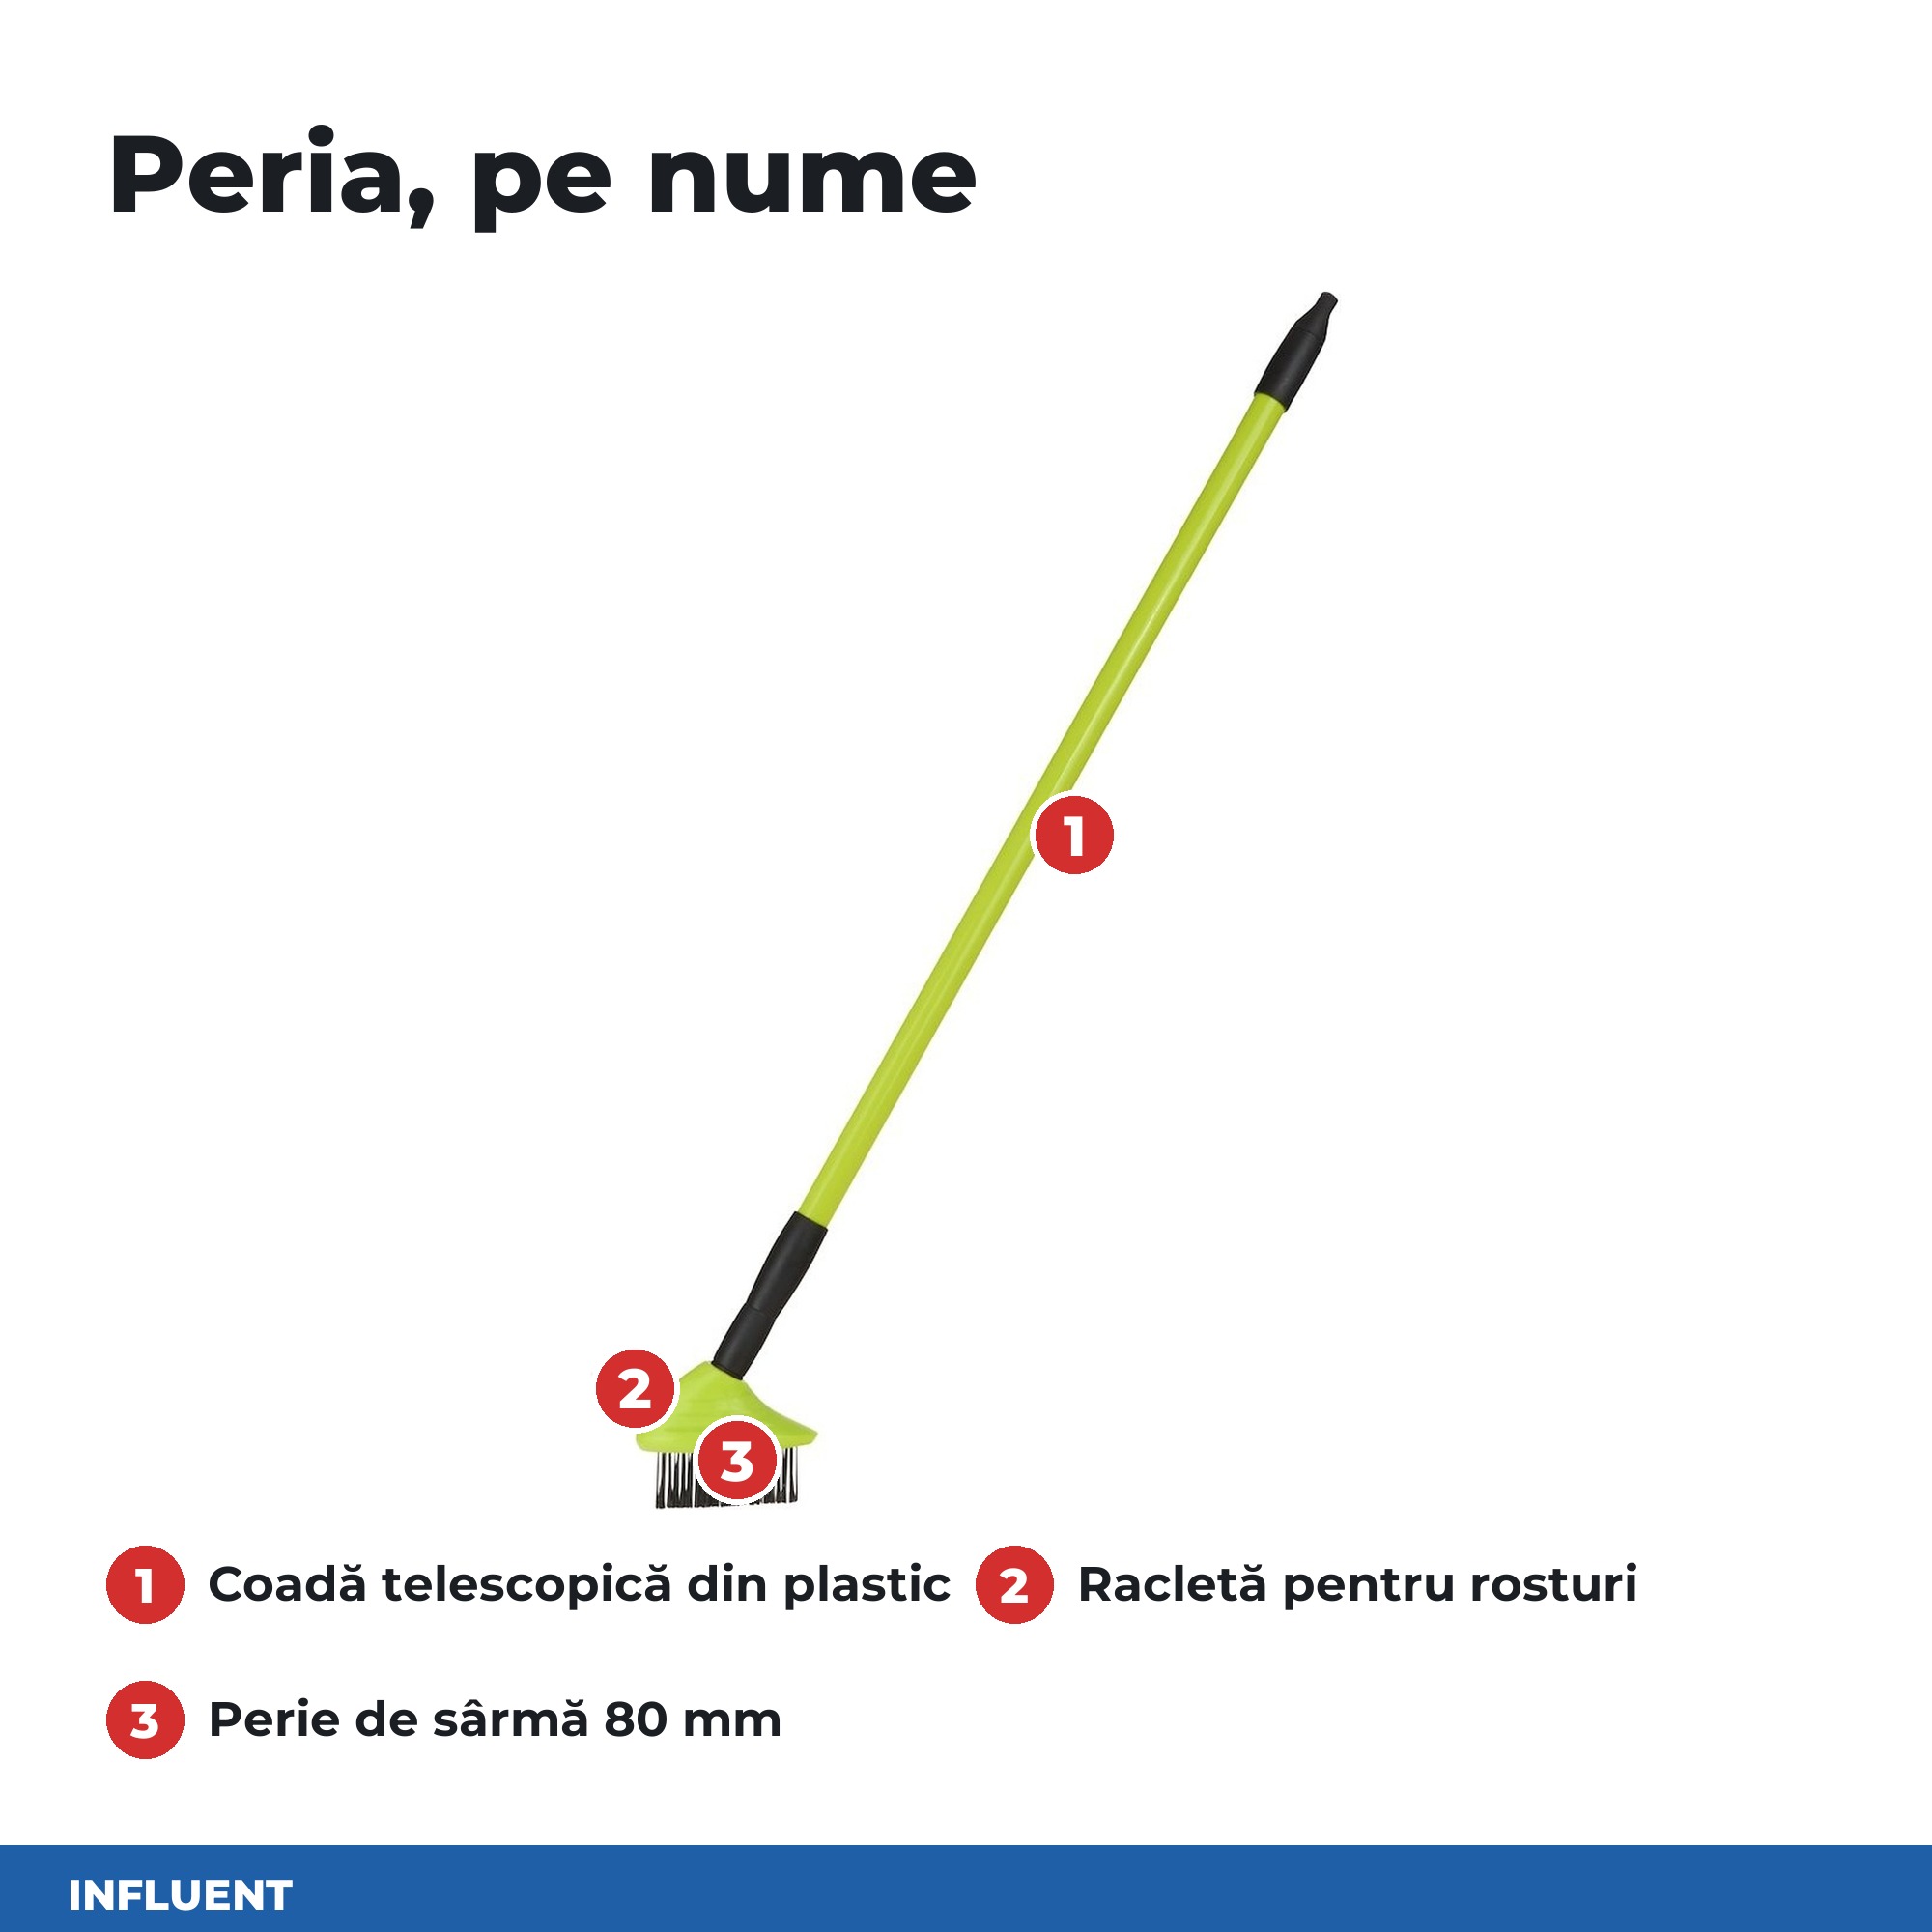 Peria, pe nume
1
2
3
1 Coadă telescopică din plastic 2 Racletă pentru rosturi
3 Perie de sârmă 80 mm
INFLUENT